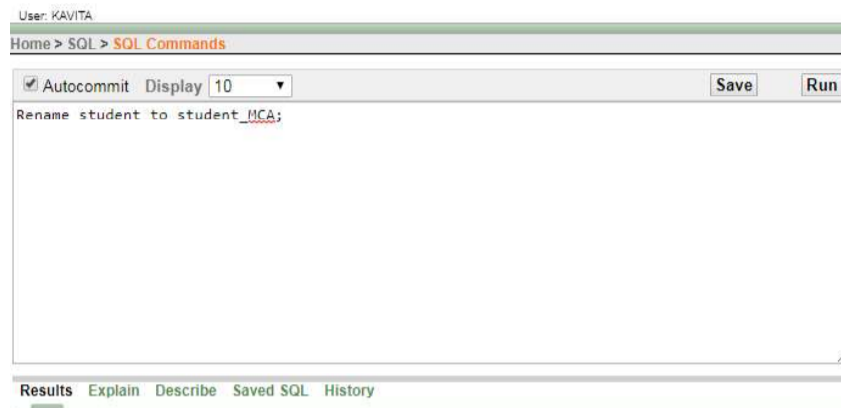 User: KAVITA
Home > SQL > SQL Commands
Autocommit Display 10 Save Run
Rename student to student_MCA;
Results Explain Describe Saved SQL History